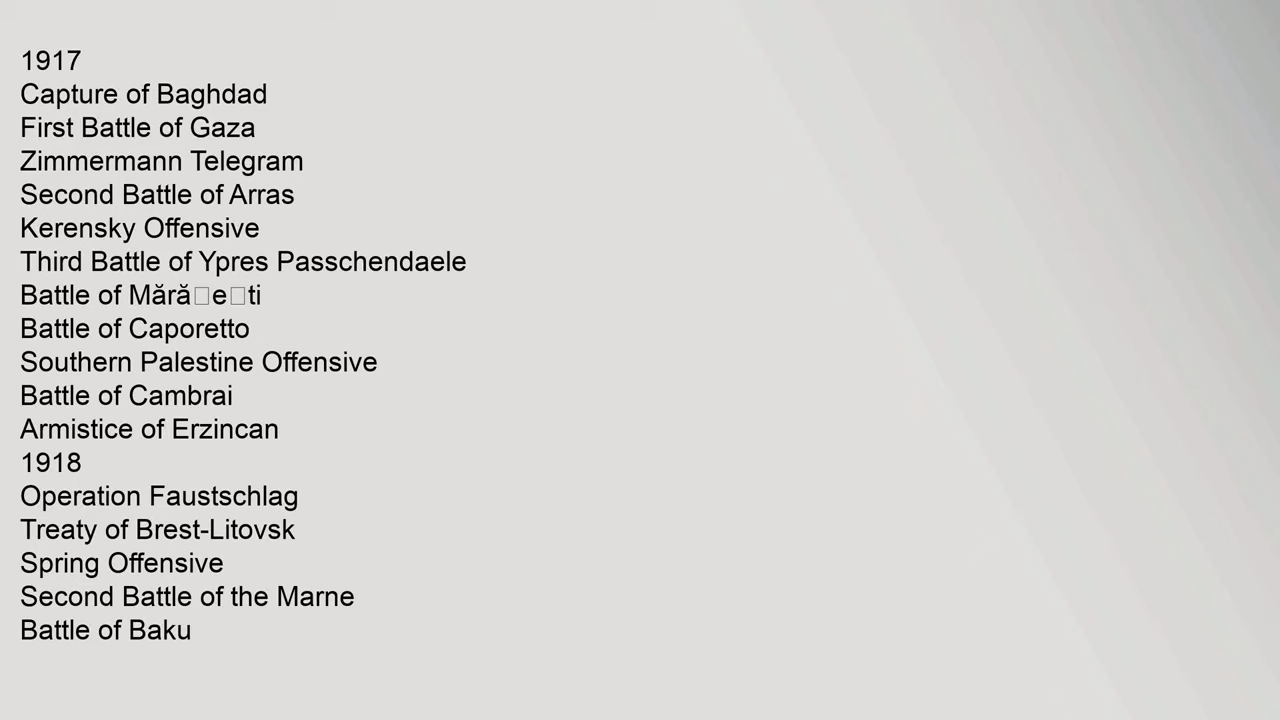 1917
Capture of Baghdad
First Battle of Gaza
Zimmermann Telegram
Second Battle of Arras
Kerensky Offensive
Third Battle of Ypres Passchendaele
Battle of Mără□e□ti
Battle of Caporetto
Southern Palestine Offensive
Battle of Cambrai
Armistice of Erzincan
1918
Operation Faustschlag
Treaty of Brest-Litovsk
Spring Offensive
Second Battle of the Marne
Battle of Baku